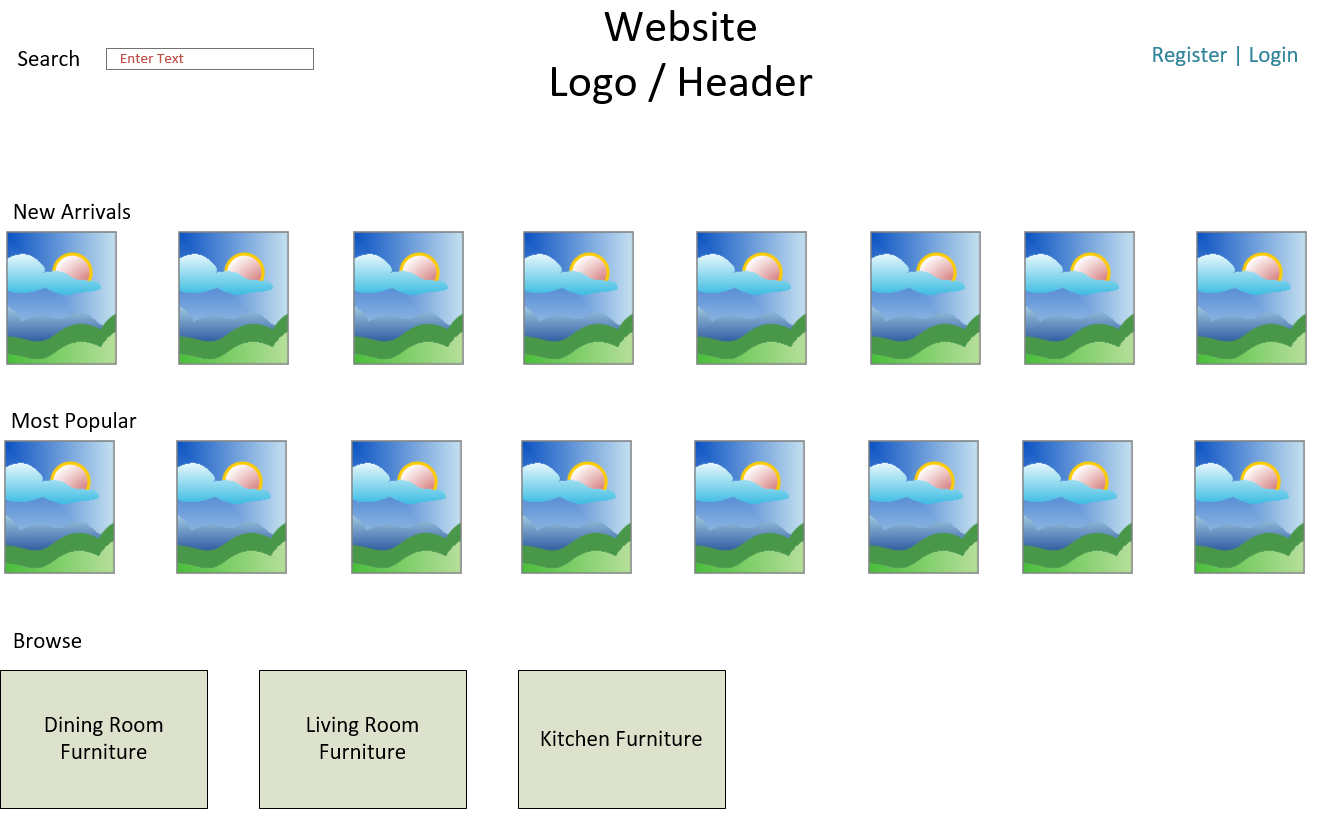 Website
Logo / Header
Search
Enter Text
Register | Login
New Arrivals
Most Popular
Browse
Dining Room
Furniture
Living Room
Furniture
Kitchen Furniture